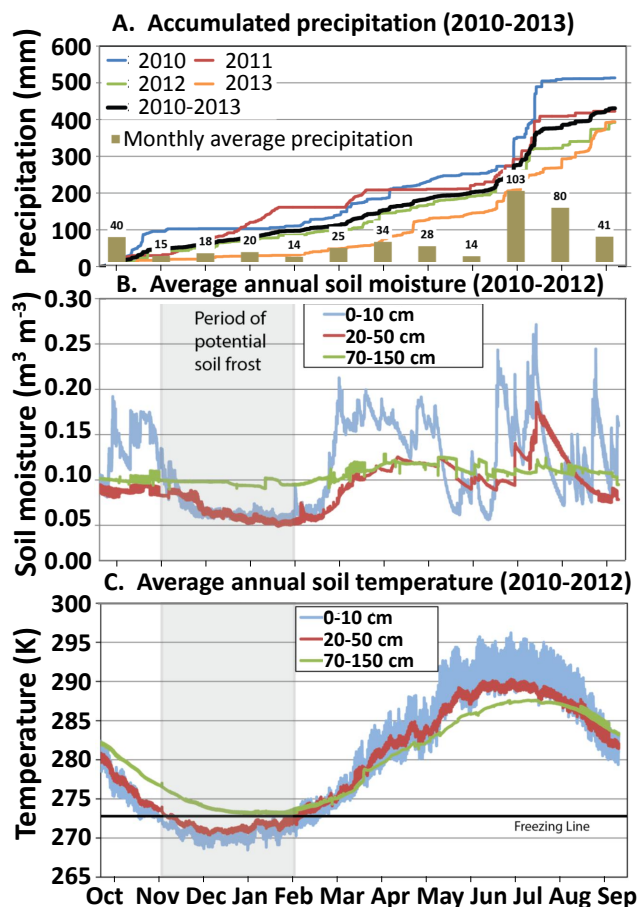 A. Accumulated precipitation (2010-2013)
Precipitation (mm)
600
500
400
300
200
100
0
2010
2011
2012
2013
2010-2013
Monthly average precipitation
40
15
18
20
14
25
34
28
14
103
80
41
B. Average annual soil moisture (2010-2012)
Soil moisture (m³ m⁻³)
0.30
0.25
0.20
0.15
0.10
0.05
0.00
Period of
potential
soil frost
0-10 cm
20-50 cm
70-150 cm
C. Average annual soil temperature (2010-2012)
Temperature (K)
300
295
290
285
280
275
270
265
0-10 cm
20-50 cm
70-150 cm
Freezing Line
Oct Nov Dec Jan Feb Mar Apr May Jun Jul Aug Sep